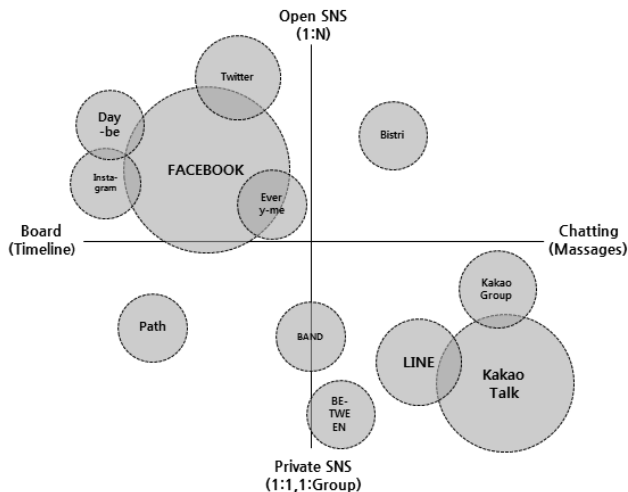 Open SNS
(1:N)
Twitter
Day
-be
Bistri
FACEBOOK
Insta-
gram
Ever
y-me
Board
(Timeline)
Chatting
(Massages)
Kakao
Group
Path
BAND
LINE
Kakao
Talk
BE-
TWE
EN
Private SNS
(1:1,1:Group)